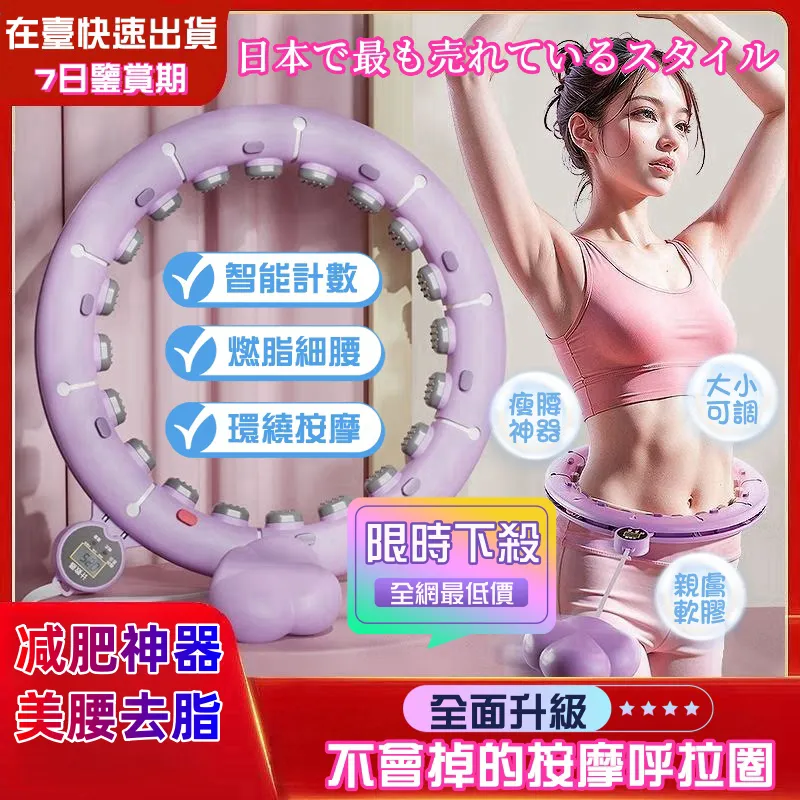 在臺快速出貨
7日鑒賞期
日本で最も売れているスタイル
智能計數
燃脂細腰
環繞按摩
瘦腰
神器
大小
可調
限時下殺
全網最低價
親膚
軟膠
减肥神器
美腰去脂
全面升級
不會掉的按摩呼拉圈